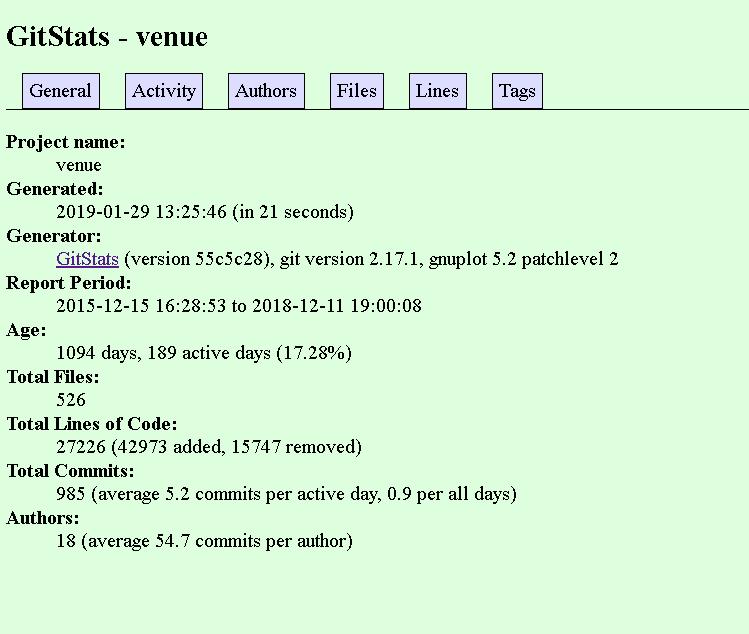 GitStats - venue
General Activity Authors Files Lines Tags
Project name:
venue
Generated:
2019-01-29 13:25:46 (in 21 seconds)
Generator:
GitStats (version 55c5c28), git version 2.17.1, gnuplot 5.2 patchlevel 2
Report Period:
2015-12-15 16:28:53 to 2018-12-11 19:00:08
Age:
1094 days, 189 active days (17.28%)
Total Files:
526
Total Lines of Code:
27226 (42973 added, 15747 removed)
Total Commits:
985 (average 5.2 commits per active day, 0.9 per all days)
Authors:
18 (average 54.7 commits per author)